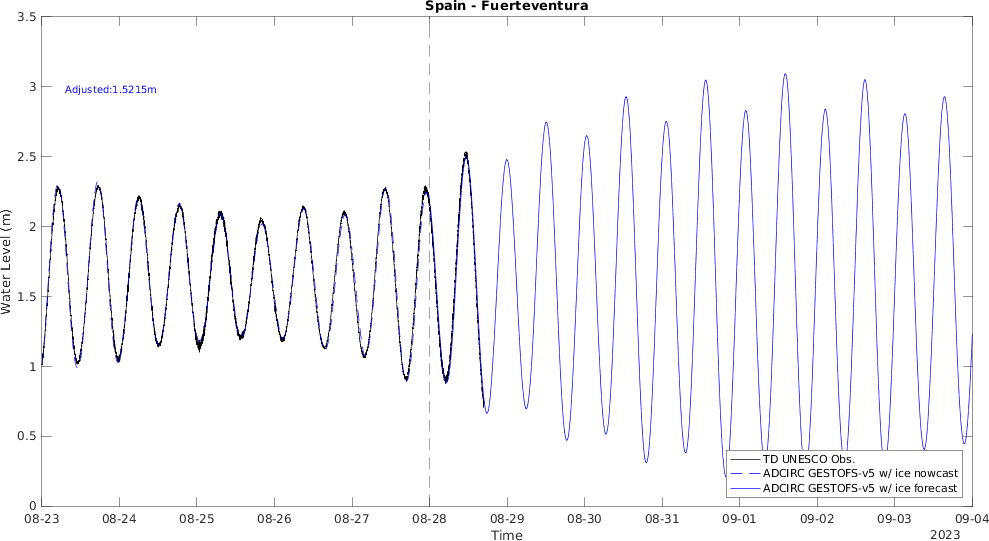 Spain - Fuerteventura
3.5
3
2.5
2
1.5
1
0.5
0
Water Level (m)
Adjusted:1.5215m
TD UNESCO Obs.
ADCIRC GESTOFS-v5 w/ ice nowcast
ADCIRC GESTOFS-v5 w/ ice forecast
08-23 08-24 08-25 08-26 08-27 08-28 08-29 08-30 08-31 09-01 09-02 09-03 09-04
Time
2023